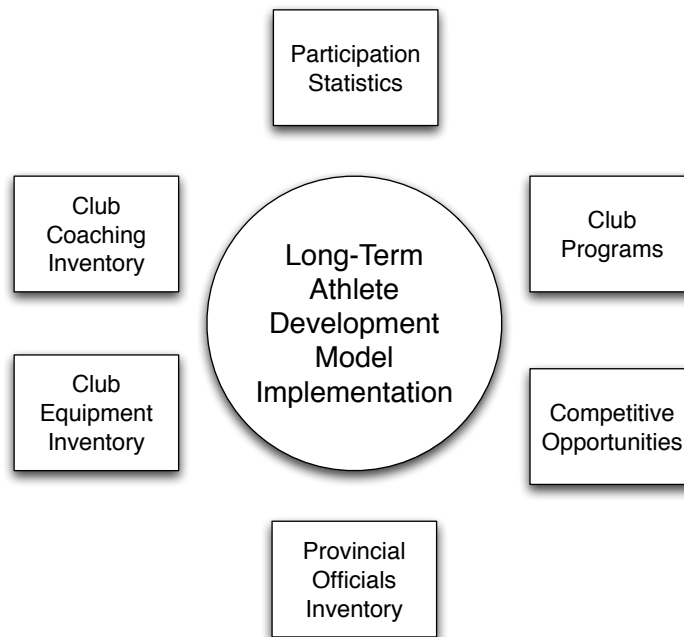 Participation
Statistics
Club
Coaching
Inventory
Club
Programs
Long-Term
Athlete
Development
Model
Implementation
Club
Equipment
Inventory
Competitive
Opportunities
Provincial
Officials
Inventory